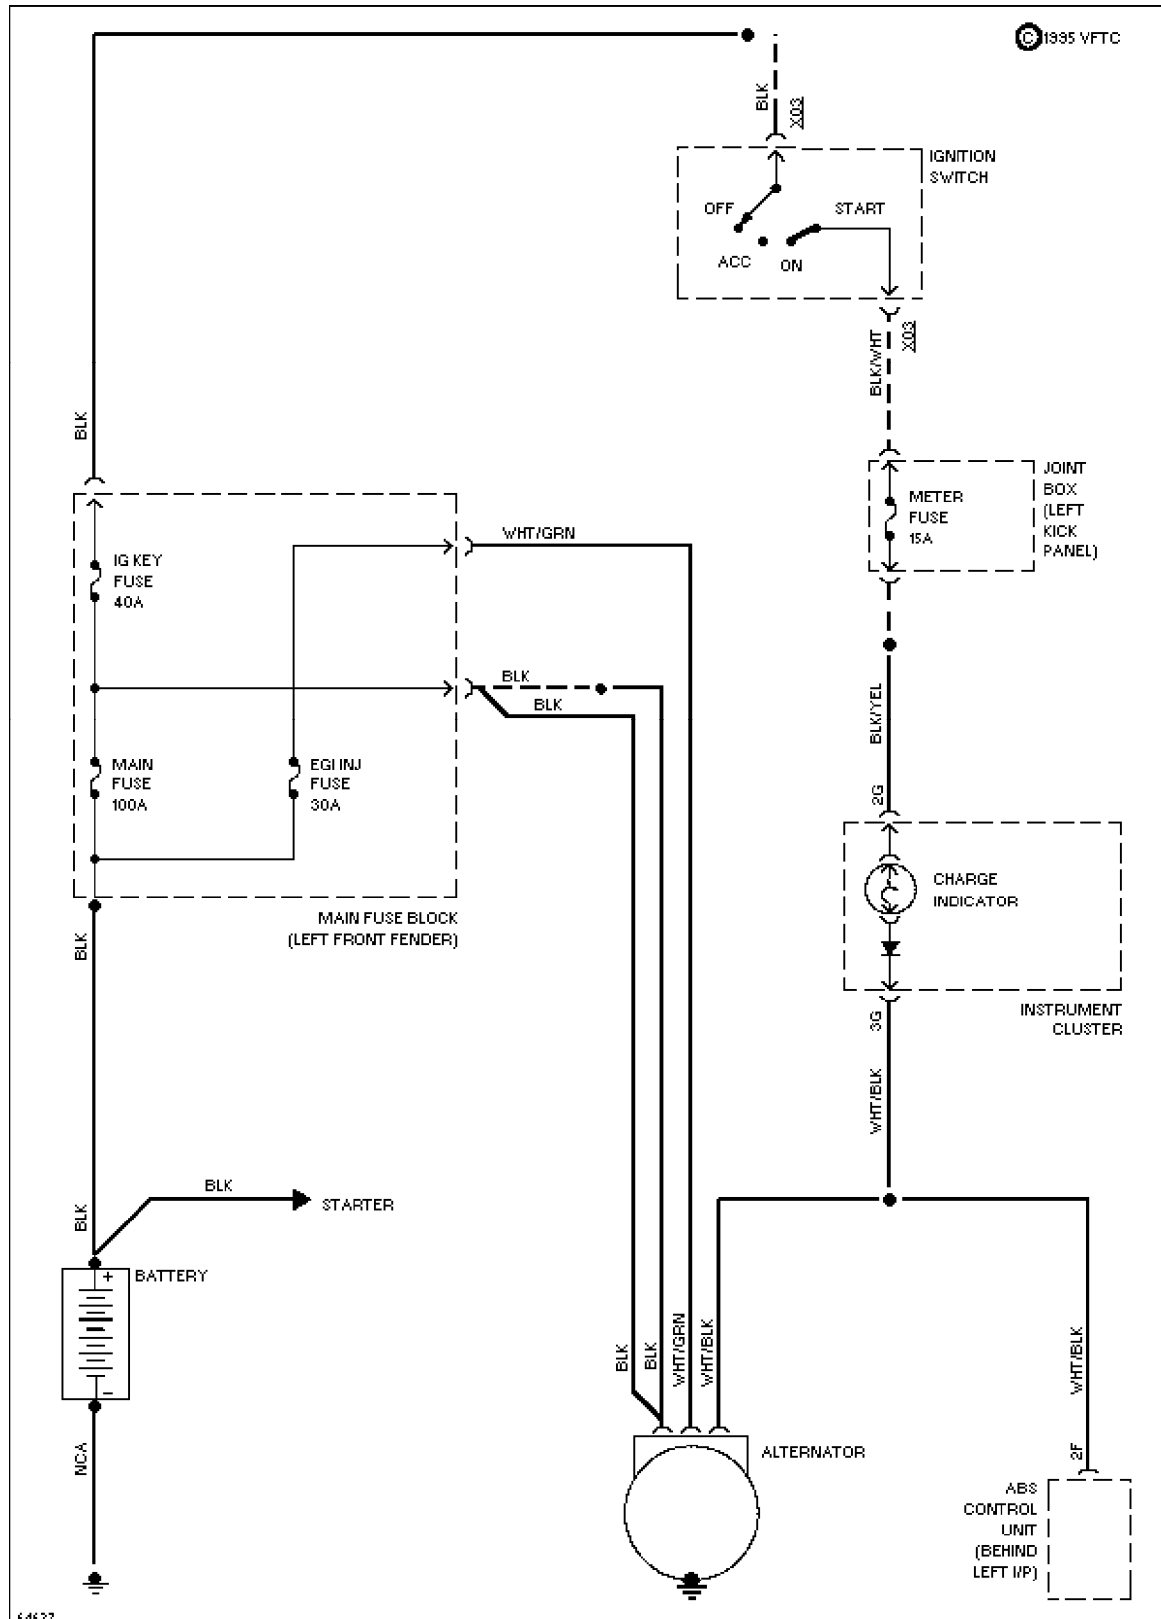 © 1995 VFTC
BLK
X03
IGNITION
SWITCH
OFF
START
ACC
ON
X03
BLK/WHT
BLK
JOINT
BOX
(LEFT
KICK
PANEL)
METER
FUSE
15A
WHT/GRN
IG KEY
FUSE
40A
BLK
BLK
BLK/YEL
MAIN
FUSE
100A
EGI INJ
FUSE
30A
2G
CHARGE
INDICATOR
MAIN FUSE BLOCK
(LEFT FRONT FENDER)
BLK
INSTRUMENT
CLUSTER
3G
WHT/BLK
BLK
STARTER
BLK
BATTERY
+
−
BLK
BLK
WHT/GRN
WHT/BLK
WHT/BLK
NCA
ALTERNATOR
2F
ABS
CONTROL
UNIT
(BEHIND
LEFT I/P)
64637